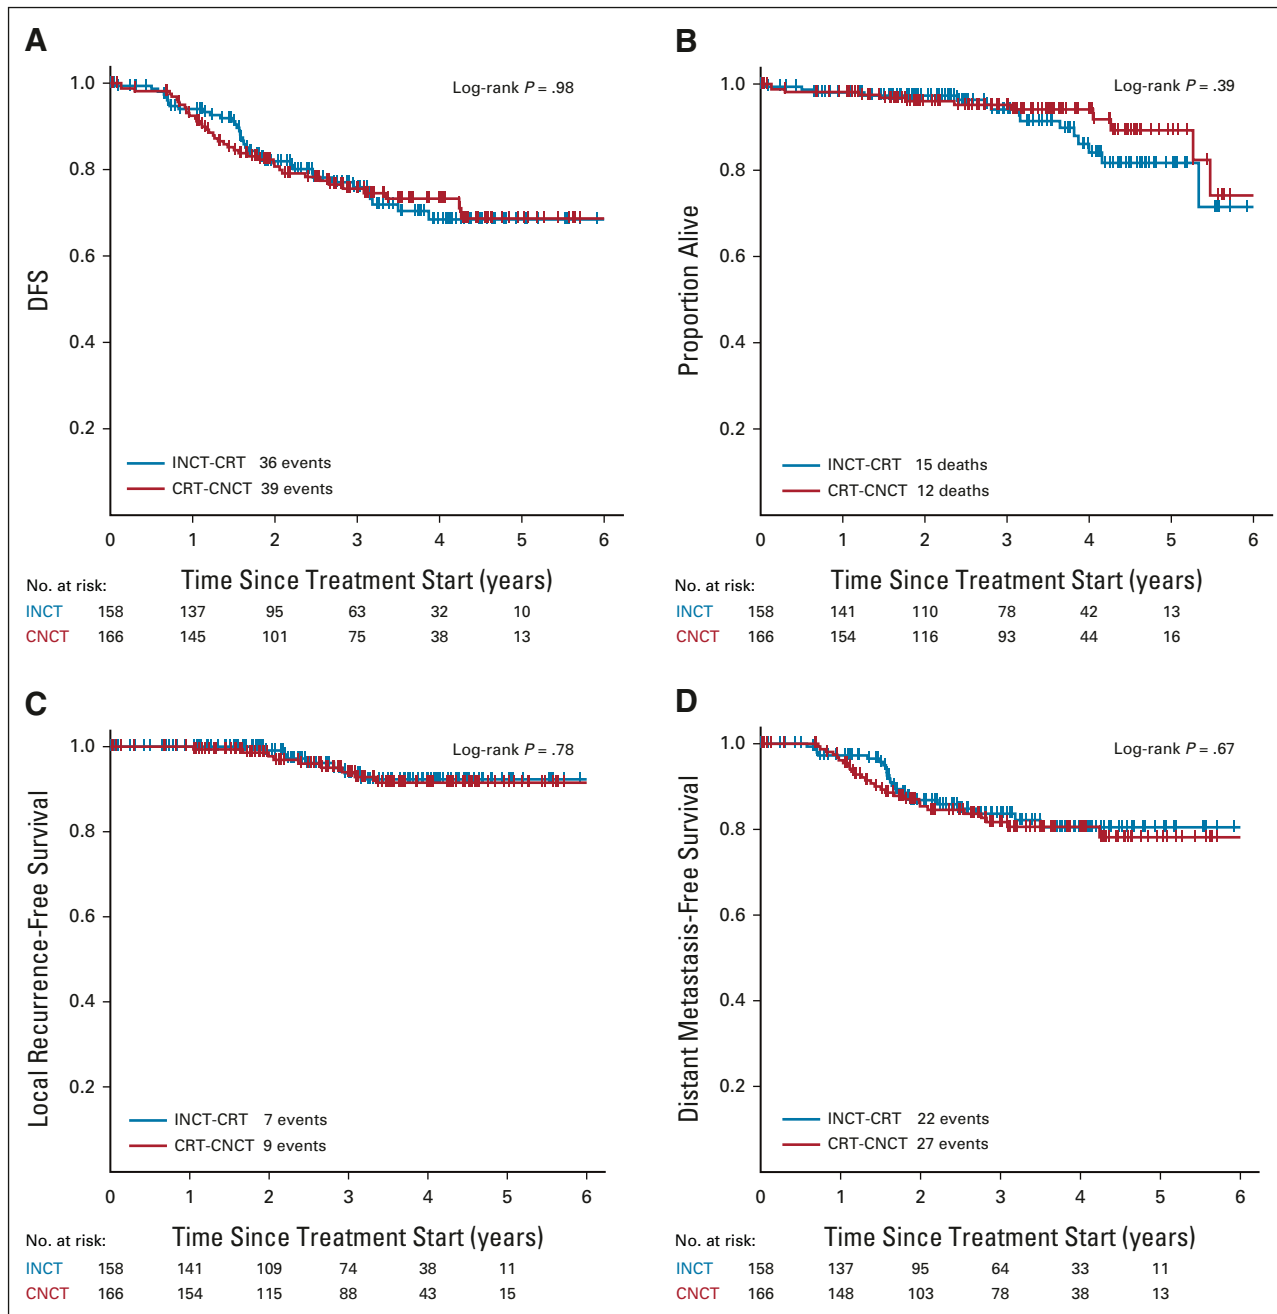 A
1.0
0.8
0.6
0.4
0.2
DFS
Log-rank P = .98
INCT-CRT 36 events
CRT-CNCT 39 events
0 1 2 3 4 5 6
Time Since Treatment Start (years)
No. at risk:
INCT 158 137 95 63 32 10
CNCT 166 145 101 75 38 13
B
1.0
0.8
0.6
0.4
0.2
Proportion Alive
Log-rank P = .39
INCT-CRT 15 deaths
CRT-CNCT 12 deaths
0 1 2 3 4 5 6
Time Since Treatment Start (years)
No. at risk:
INCT 158 141 110 78 42 13
CNCT 166 154 116 93 44 16
C
1.0
0.8
0.6
0.4
0.2
Local Recurrence-Free Survival
Log-rank P = .78
INCT-CRT 7 events
CRT-CNCT 9 events
0 1 2 3 4 5 6
Time Since Treatment Start (years)
No. at risk:
INCT 158 141 109 74 38 11
CNCT 166 154 115 88 43 15
D
1.0
0.8
0.6
0.4
0.2
Distant Metastasis-Free Survival
Log-rank P = .67
INCT-CRT 22 events
CRT-CNCT 27 events
0 1 2 3 4 5 6
Time Since Treatment Start (years)
No. at risk:
INCT 158 137 95 64 33 11
CNCT 166 148 103 78 38 13